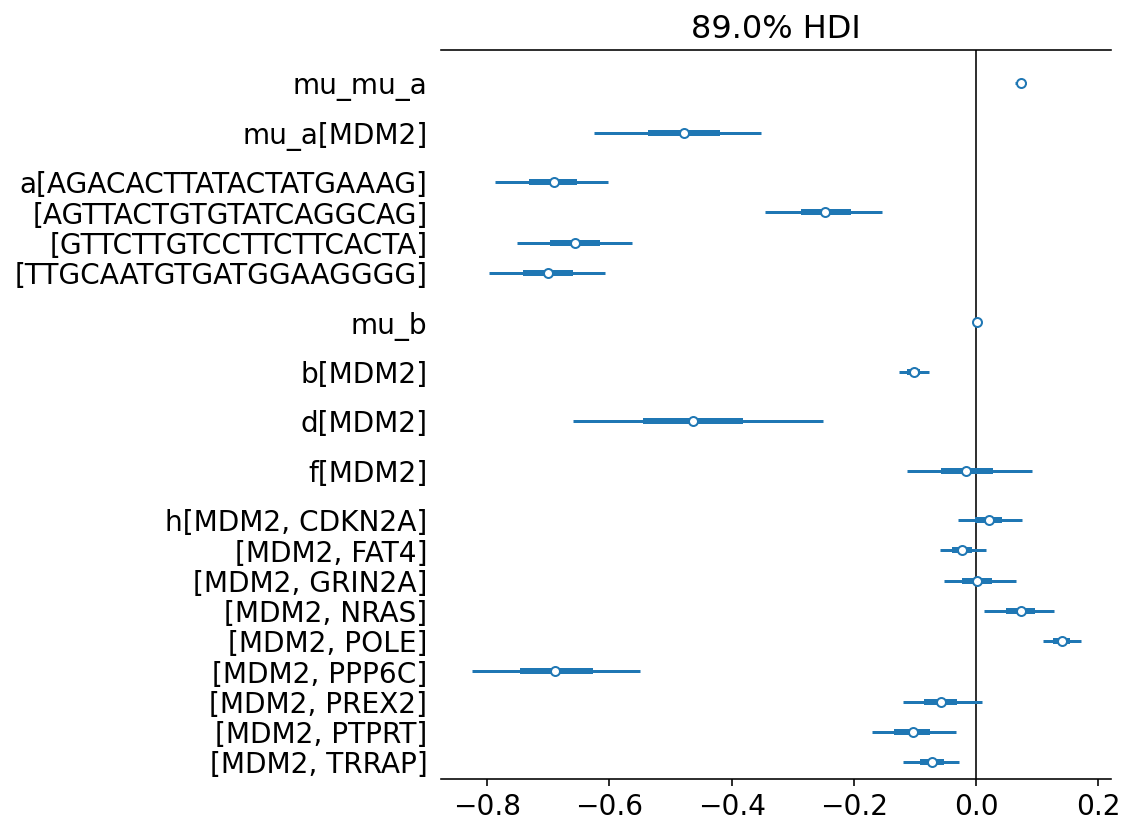 89.0% HDI
mu_mu_a
mu_a[MDM2]
a[AGACACTTATACTATGAAAG]
[AGTTACTGTGTATCAGGCAG]
[GTTCTTGTCCTTCTTCACTA]
[TTGCAATGTGATGGAAGGGG]
mu_b
b[MDM2]
d[MDM2]
f[MDM2]
h[MDM2, CDKN2A]
[MDM2, FAT4]
[MDM2, GRIN2A]
[MDM2, NRAS]
[MDM2, POLE]
[MDM2, PPP6C]
[MDM2, PREX2]
[MDM2, PTPRT]
[MDM2, TRRAP]
−0.8 −0.6 −0.4 −0.2 0.0 0.2